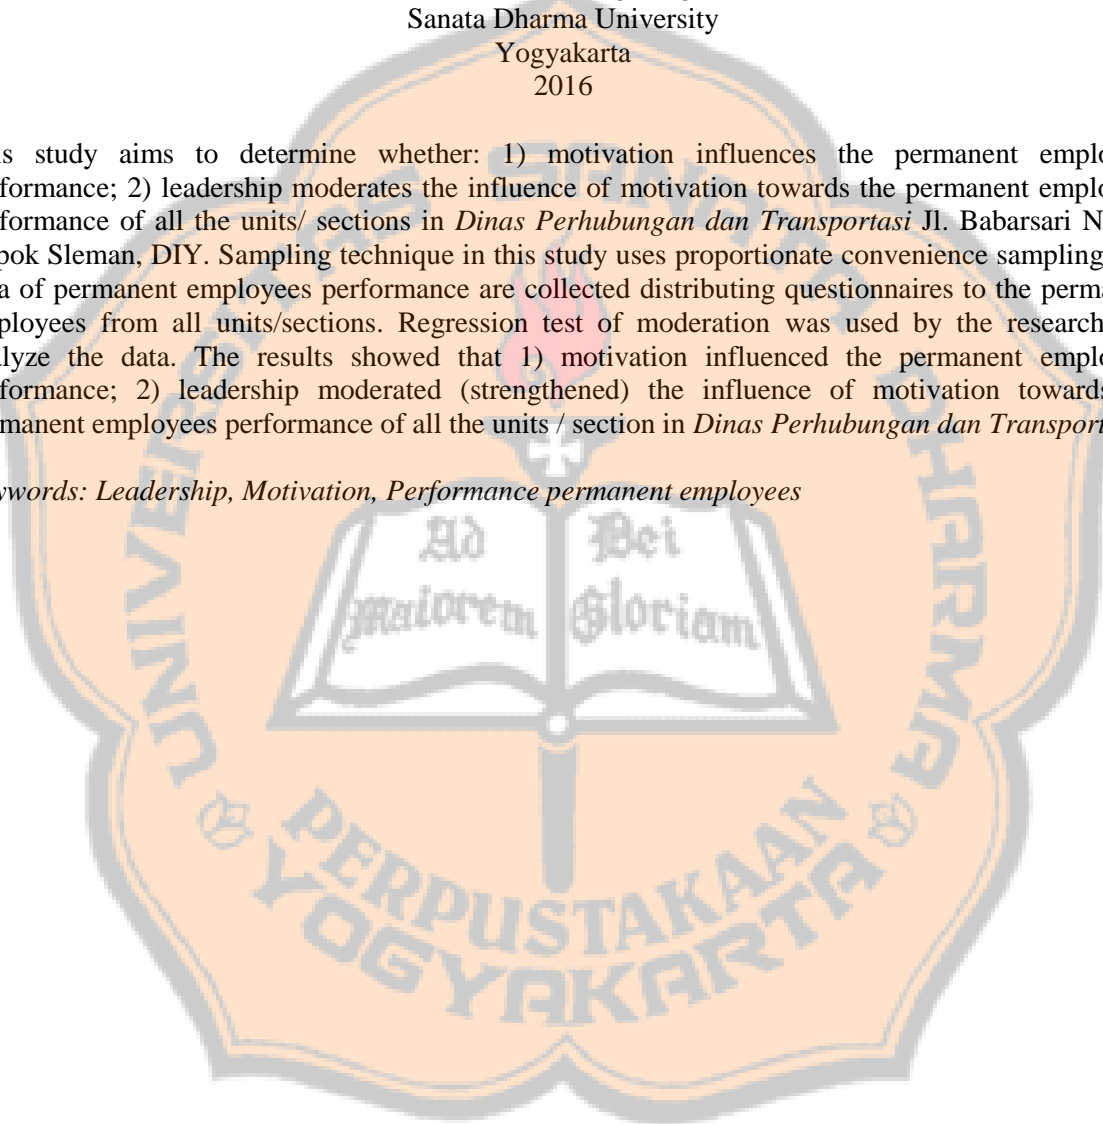 Sanata Dharma University
Yogyakarta
2016
s study aims to determine whether: 1) motivation influences the permanent emplo
formance; 2) leadership moderates the influence of motivation towards the permanent emplo
formance of all the units/ sections in Dinas Perhubungan dan Transportasi Jl. Babarsari N
pok Sleman, DIY. Sampling technique in this study uses proportionate convenience sampling
a of permanent employees performance are collected distributing questionnaires to the perma
ployees from all units/sections. Regression test of moderation was used by the research
lyze the data. The results showed that 1) motivation influenced the permanent emplo
formance; 2) leadership moderated (strengthened) the influence of motivation towards
manent employees performance of all the units / section in Dinas Perhubungan dan Transport
ywords: Leadership, Motivation, Performance permanent employees
UNIVERSITAS SANATA DHARMA
Ad Dei
maiorem Gloriam
PERPUSTAKAAN
YOGYAKARTA